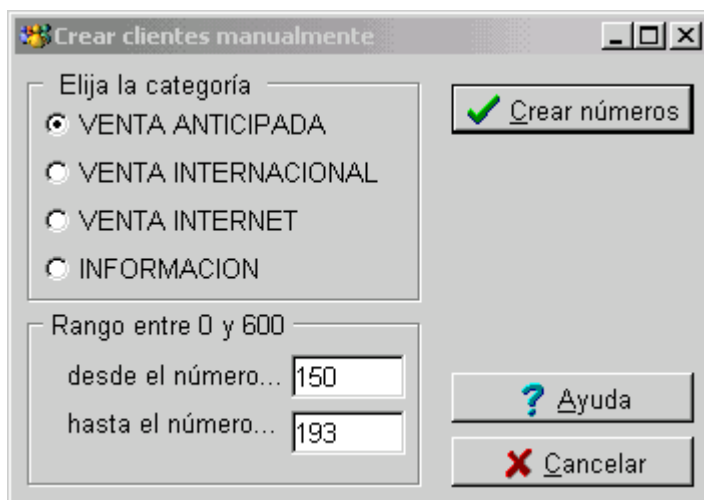 Crear clientes manualmente
Elija la categoría
VENTA ANTICIPADA
VENTA INTERNACIONAL
VENTA INTERNET
INFORMACION
Crear números
Rango entre 0 y 600
desde el número... 150
hasta el número... 193
? Ayuda
Cancelar